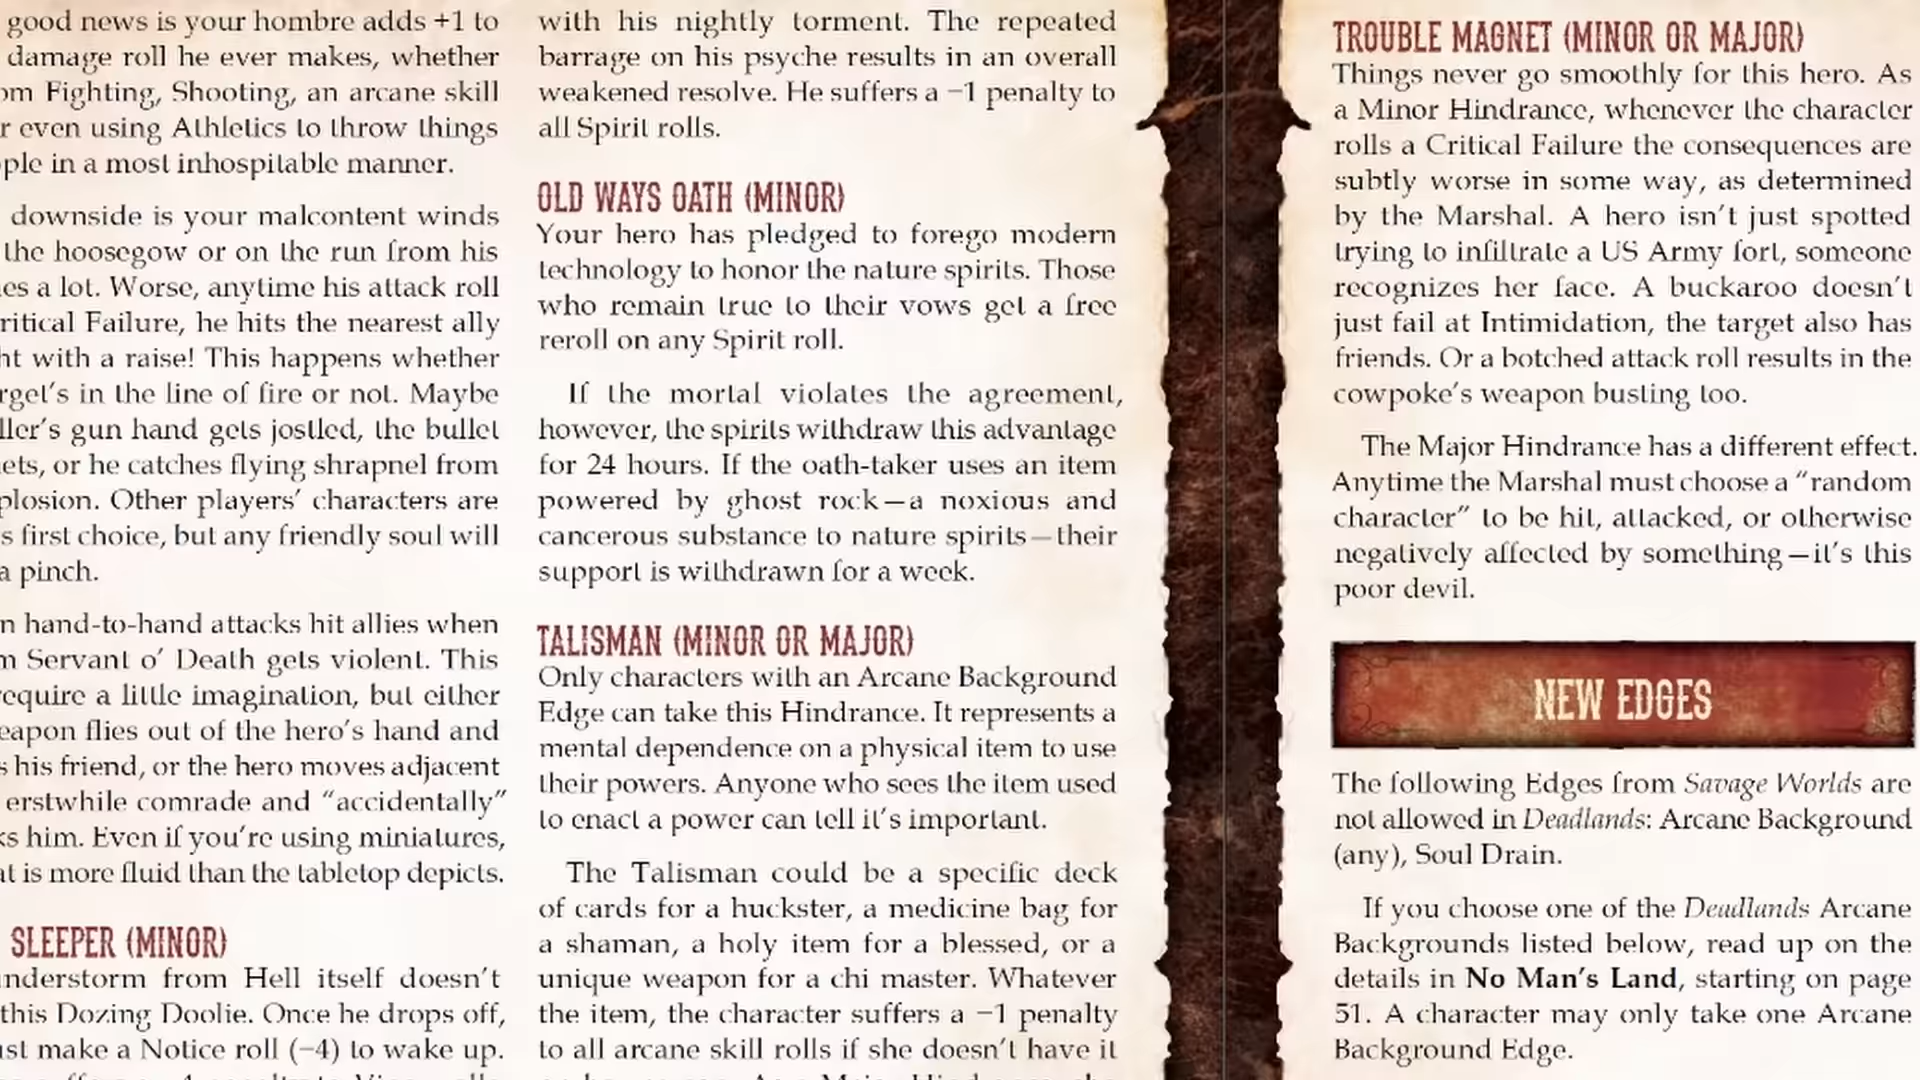 good news is your hombre adds +1 to
damage roll he ever makes, whether
Fighting, Shooting, an arcane skill
even using Athletics to throw things
in a most inhospitable manner.
downside is your malcontent winds
the hoosegow or on the run from his
a lot. Worse, anytime his attack roll
Critical Failure, he hits the nearest ally
with a raise! This happens whether
target's in the line of fire or not. Maybe
gun hand gets jostled, the bullet
or he catches flying shrapnel from
explosion. Other players' characters are
first choice, but any friendly soul will
a pinch.
hand-to-hand attacks hit allies when
Servant o' Death gets violent. This
require a little imagination, but either
weapon flies out of the hero's hand and
his friend, or the hero moves adjacent
erstwhile comrade and “accidentally”
him. Even if you're using miniatures,
is more fluid than the tabletop depicts.
SLEEPER (MINOR)
from Hell itself doesn't
this Dozing Doolie. Once he drops off,
make a Notice roll (−4) to wake up.
with his nightly torment. The repeated
barrage on his psyche results in an overall
weakened resolve. He suffers a −1 penalty to
all Spirit rolls.
OLD WAYS OATH (MINOR)
Your hero has pledged to forego modern
technology to honor the nature spirits. Those
who remain true to their vows get a free
reroll on any Spirit roll.
If the mortal violates the agreement,
however, the spirits withdraw this advantage
for 24 hours. If the oath-taker uses an item
powered by ghost rock—a noxious and
cancerous substance to nature spirits—their
support is withdrawn for a week.
TALISMAN (MINOR OR MAJOR)
Only characters with an Arcane Background
Edge can take this Hindrance. It represents a
mental dependence on a physical item to use
their powers. Anyone who sees the item used
to enact a power can tell it's important.
The Talisman could be a specific deck
of cards for a huckster, a medicine bag for
a shaman, a holy item for a blessed, or a
unique weapon for a chi master. Whatever
the item, the character suffers a −1 penalty
to all arcane skill rolls if she doesn't have it
TROUBLE MAGNET (MINOR OR MAJOR)
Things never go smoothly for this hero. As
a Minor Hindrance, whenever the character
rolls a Critical Failure the consequences are
subtly worse in some way, as determined
by the Marshal. A hero isn't just spotted
trying to infiltrate a US Army fort, someone
recognizes her face. A buckaroo doesn't
just fail at Intimidation, the target also has
friends. Or a botched attack roll results in the
cowpoke's weapon busting too.
The Major Hindrance has a different effect.
Anytime the Marshal must choose a “random
character” to be hit, attacked, or otherwise
negatively affected by something—it's this
poor devil.
NEW EDGES
The following Edges from Savage Worlds are
not allowed in Deadlands: Arcane Background
(any), Soul Drain.
If you choose one of the Deadlands Arcane
Backgrounds listed below, read up on the
details in No Man's Land, starting on page
51. A character may only take one Arcane
Background Edge.